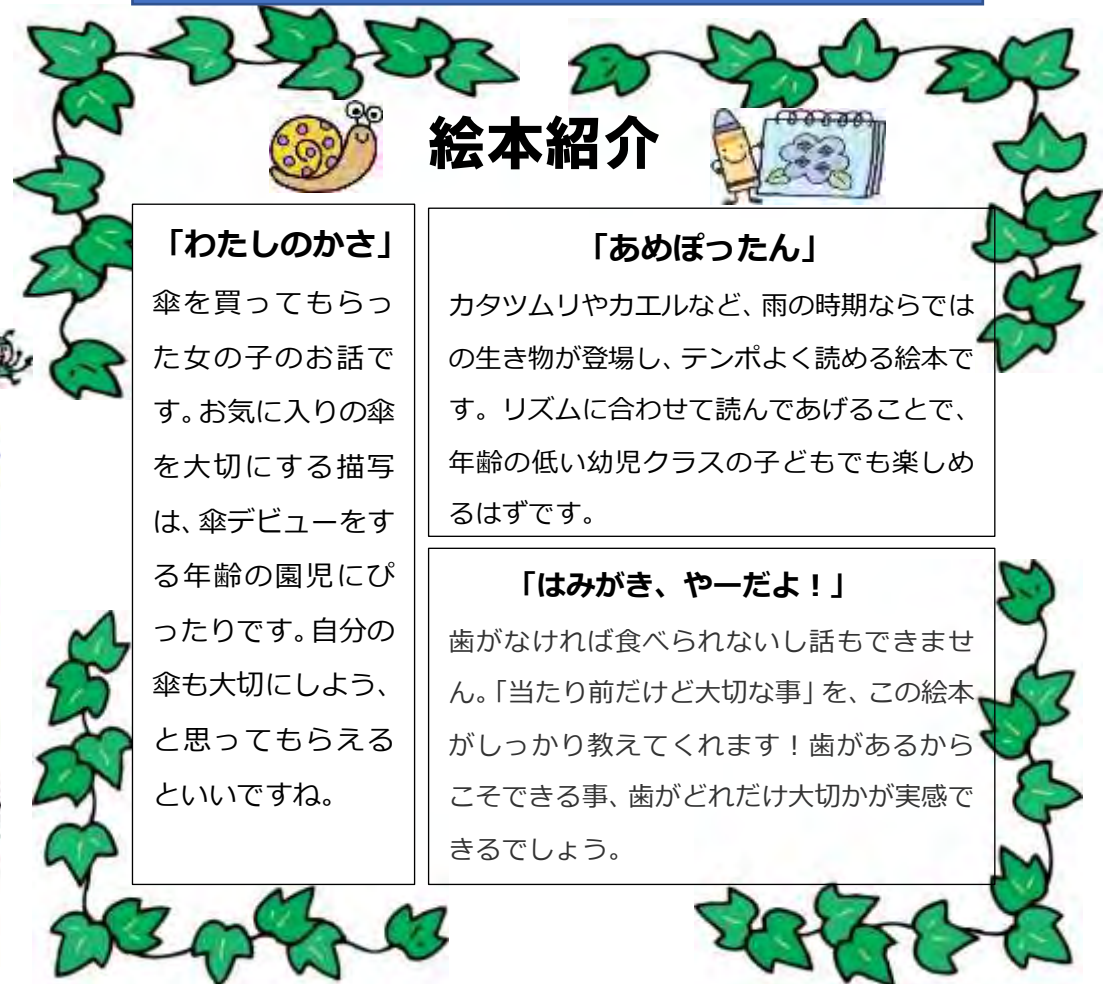 絵本紹介
「わたしのかさ」
傘を買ってもらっ
た女の子のお話で
す。お気に入りの傘
を大切にする描写
は、傘デビューをす
る年齢の園児にぴ
ったりです。自分の
傘も大切にしよう、
と思ってもらえる
といいですね。
「あめぽったん」
カタツムリやカエルなど、雨の時期ならでは
の生き物が登場し、テンポよく読める絵本で
す。リズムに合わせて読んであげることで、
年齢の低い幼児クラスの子どもでも楽しめ
るはずです。
「はみがき、やーだよ！」
歯がなければ食べられないし話もできませ
ん。「当たり前だけど大切な事」を、この絵本
がしっかり教えてくれます！歯があるから
こそできる事、歯がどれだけ大切かが実感で
きるでしょう。